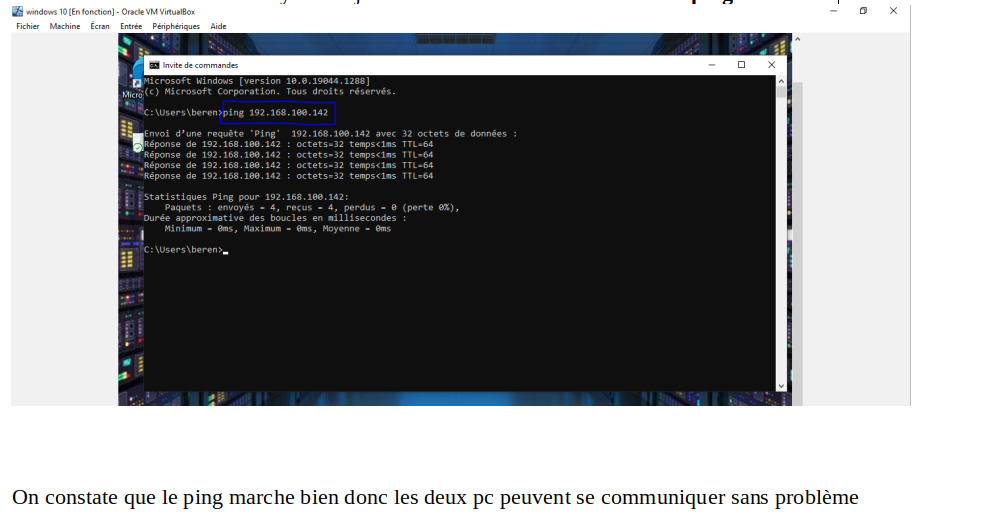 windows 10 [En fonction] - Oracle VM VirtualBox
Fichier Machine Écran Entrée Périphériques Aide
Invite de commandes
Micro
Microsoft Windows [version 10.0.19044.1288]
(c) Microsoft Corporation. Tous droits réservés.
C:\Users\beren>ping 192.168.100.142
Envoi d’une requête 'Ping'  192.168.100.142 avec 32 octets de données :
Réponse de 192.168.100.142 : octets=32 temps<1ms TTL=64
Réponse de 192.168.100.142 : octets=32 temps<1ms TTL=64
Réponse de 192.168.100.142 : octets=32 temps<1ms TTL=64
Réponse de 192.168.100.142 : octets=32 temps<1ms TTL=64
Statistiques Ping pour 192.168.100.142:
    Paquets : envoyés = 4, reçus = 4, perdus = 0 (perte 0%),
Durée approximative des boucles en millisecondes :
    Minimum = 0ms, Maximum = 0ms, Moyenne = 0ms
C:\Users\beren>
On constate que le ping marche bien donc les deux pc peuvent se communiquer sans problème